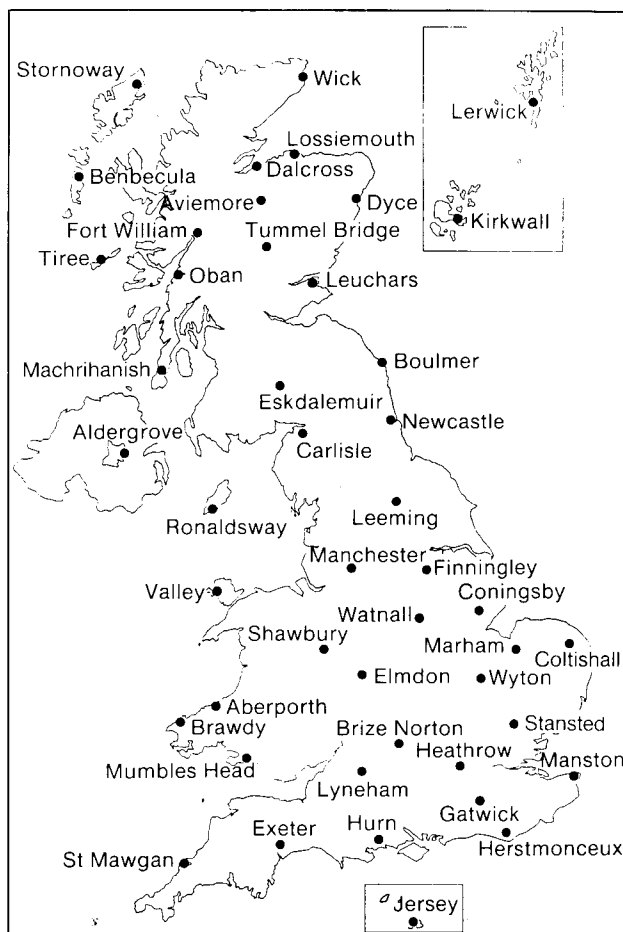 Stornoway
Wick
Lerwick
Lossiemouth
Benbecula
Dalcross
Aviemore
Dyce
Kirkwall
Fort William
Tummel Bridge
Tiree
Oban
Leuchars
Machrihanish
Boulmer
Eskdalemuir
Newcastle
Aldergrove
Carlisle
Ronaldsway
Leeming
Manchester
Finningley
Valley
Coningsby
Watnall
Shawbury
Marham
Coltishall
Elmdon
Wyton
Aberporth
Brawdy
Stansted
Brize Norton
Heathrow
Manston
Mumbles Head
Lyneham
Gatwick
Exeter
Hurn
Herstmonceux
St Mawgan
Jersey